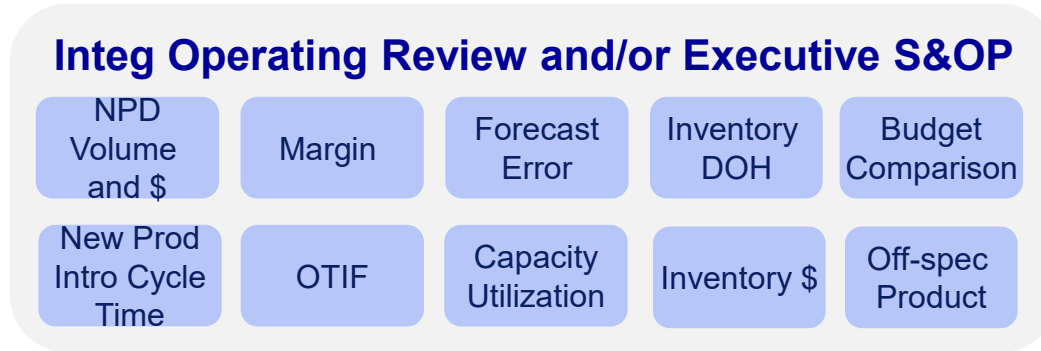 Integ Operating Review and/or Executive S&OP
NPD
Volume
and $
Margin
Forecast
Error
Inventory
DOH
Budget
Comparison
New Prod
Intro Cycle
Time
OTIF
Capacity
Utilization
Inventory $
Off-spec
Product